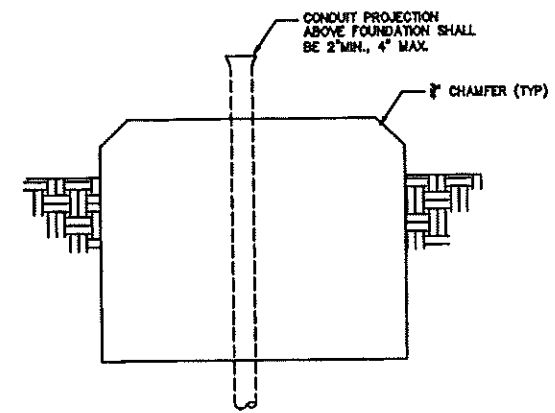 CONDUIT PROJECTION
ABOVE FOUNDATION SHALL
BE 2"MIN., 4" MAX.
CHAMFER (TYP)